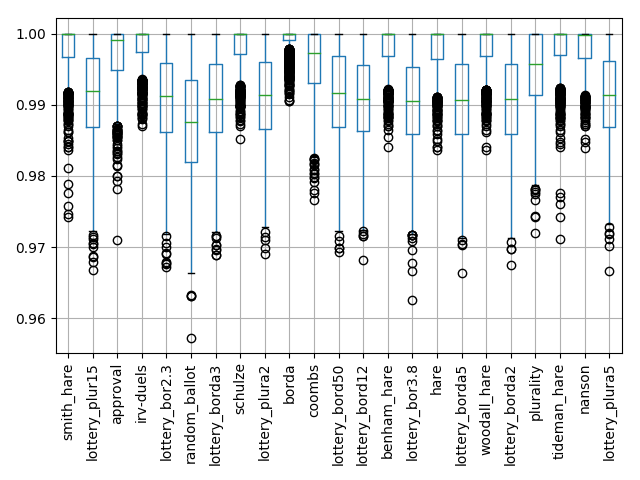 1.00
0.99
0.98
0.97
0.96
smith_hare
lottery_plur15
approval
irv-duels
lottery_bor2.3
random_ballot
lottery_borda3
schulze
lottery_plura2
borda
coombs
lottery_bord50
lottery_bord12
benham_hare
lottery_bor3.8
hare
lottery_borda5
woodall_hare
lottery_borda2
plurality
tideman_hare
nanson
lottery_plura5